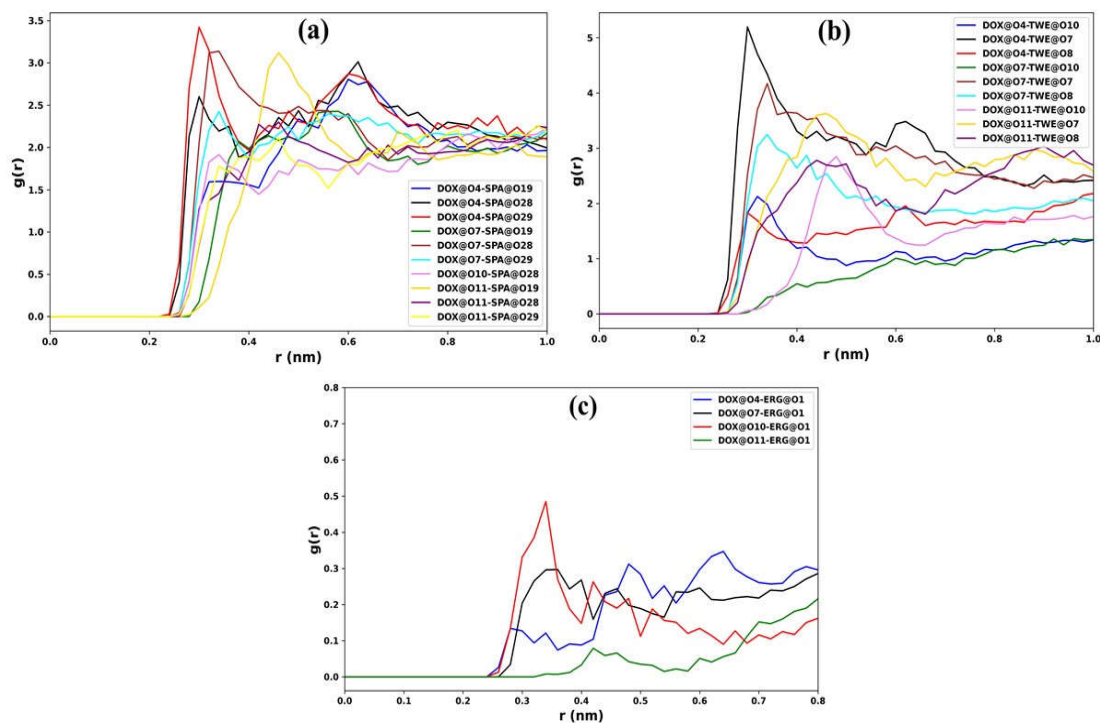 (a)
3.5
3.0
2.5
2.0
1.5
1.0
0.5
0.0
g(r)
DOX@O4-SPA@O19
DOX@O4-SPA@O28
DOX@O4-SPA@O29
DOX@O7-SPA@O19
DOX@O7-SPA@O28
DOX@O7-SPA@O29
DOX@O10-SPA@O28
DOX@O11-SPA@O19
DOX@O11-SPA@O28
DOX@O11-SPA@O29
0.0 0.2 0.4 0.6 0.8 1.0
r (nm)
(b)
5
4
3
2
1
0
g(r)
DOX@O4-TWE@O10
DOX@O4-TWE@O7
DOX@O4-TWE@O8
DOX@O7-TWE@O10
DOX@O7-TWE@O7
DOX@O7-TWE@O8
DOX@O11-TWE@O10
DOX@O11-TWE@O7
DOX@O11-TWE@O8
0.0 0.2 0.4 0.6 0.8 1.0
r (nm)
(c)
0.8
0.7
0.6
0.5
0.4
0.3
0.2
0.1
0.0
g(r)
DOX@O4-ERG@O1
DOX@O7-ERG@O1
DOX@O10-ERG@O1
DOX@O11-ERG@O1
0.0 0.1 0.2 0.3 0.4 0.5 0.6 0.7 0.8
r (nm)